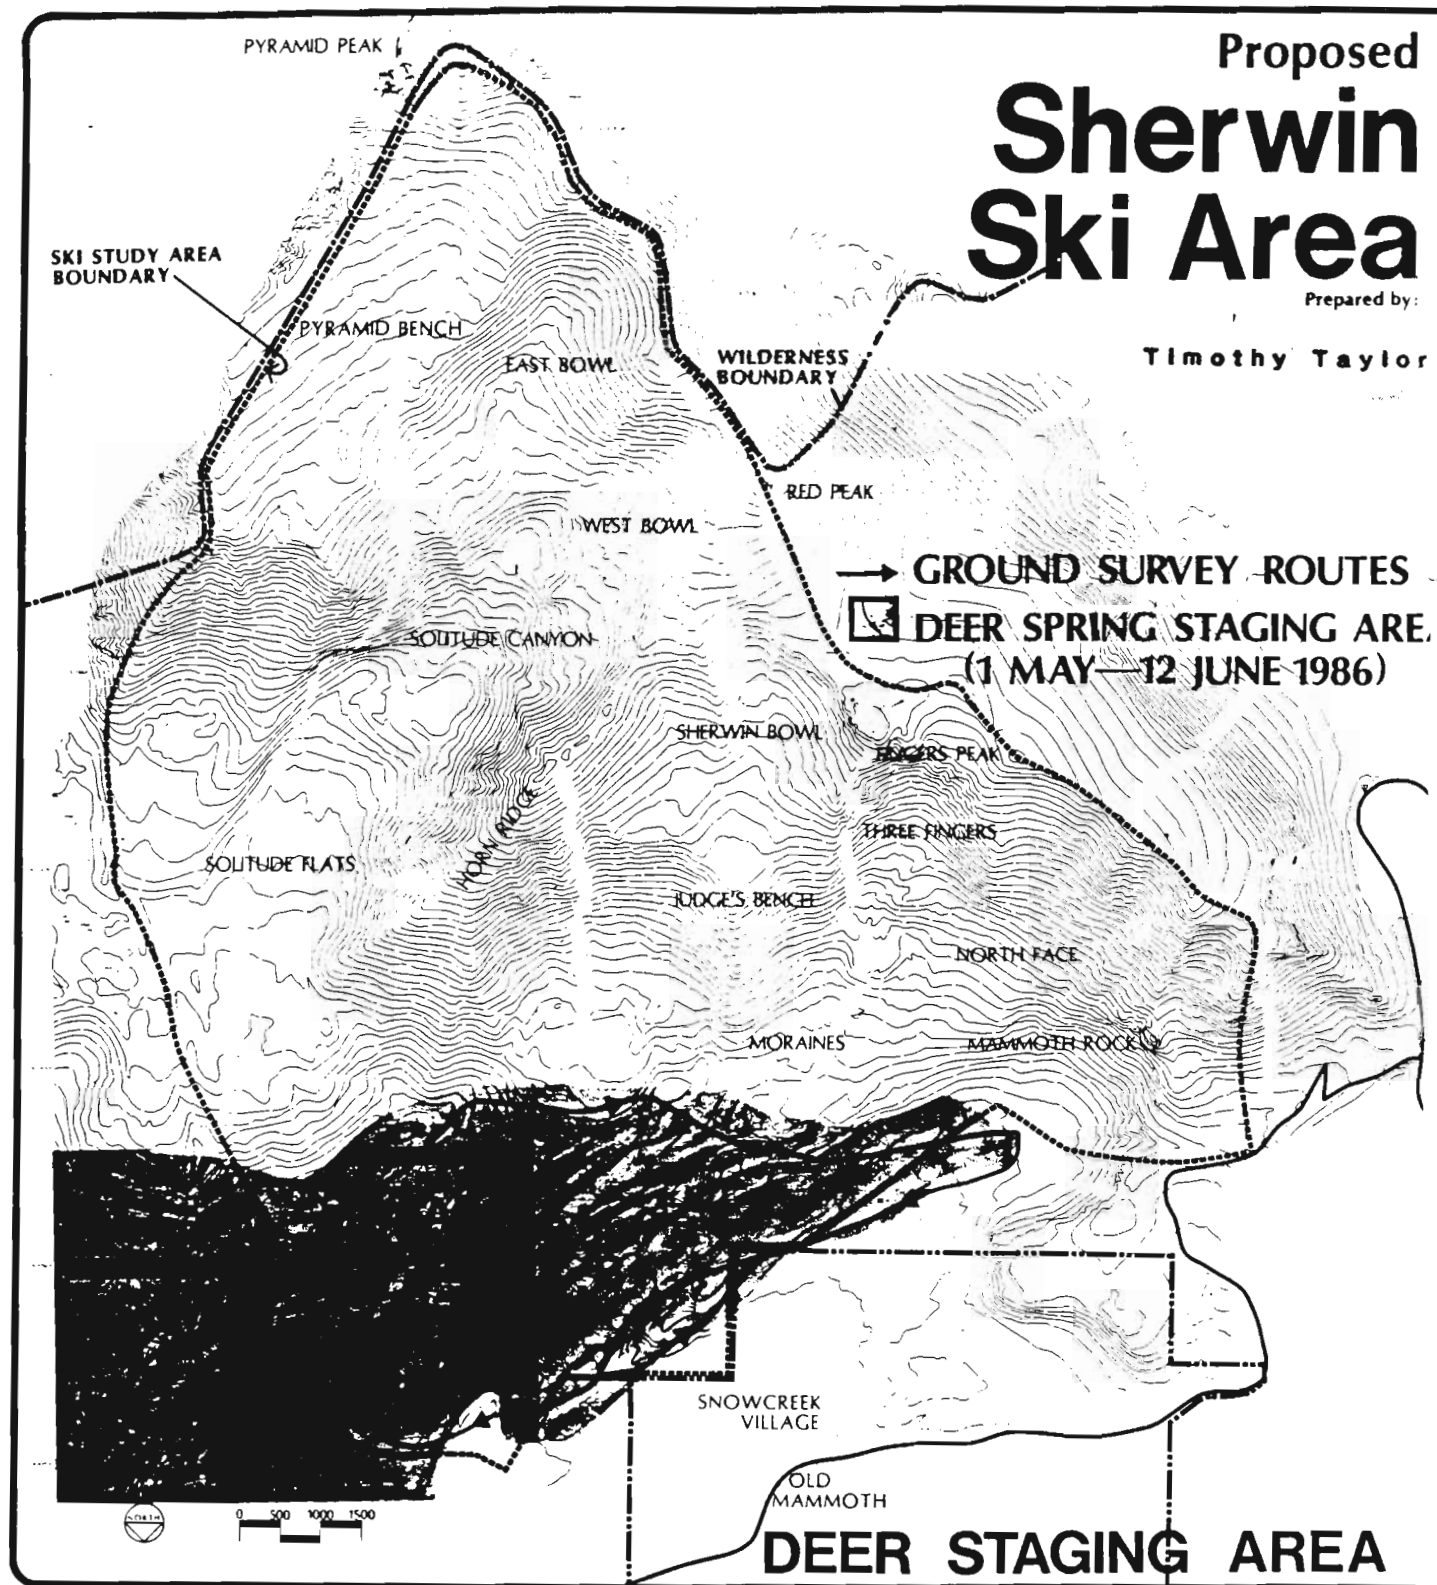 PYRAMID PEAK
Proposed
Sherwin
Ski Area
Prepared by:
Timothy Taylor
SKI STUDY AREA
BOUNDARY
PYRAMID BENCH
EAST BOWL
WILDERNESS
BOUNDARY
RED PEAK
WEST BOWL
GROUND SURVEY ROUTES
DEER SPRING STAGING ARE
(1 MAY—12 JUNE 1986)
SOLITUDE CANYON
SHERWIN BOWL
FINGERS PEAK
HORN RIDGE
THREE FINGERS
SOLITUDE FLATS
JUDGE'S BENCH
NORTH FACE
MORAINES
MAMMOTH ROCK
SNOWCREEK
VILLAGE
OLD
MAMMOTH
NORTH
0 500 1000 1500
DEER STAGING AREA